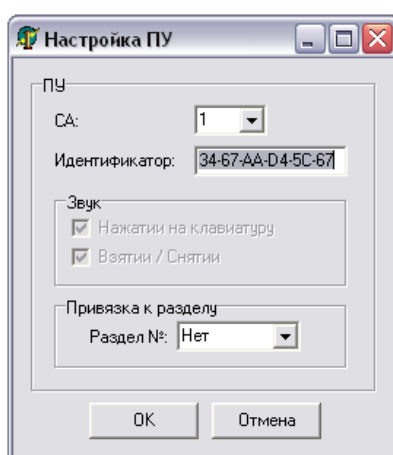 Настройка ПУ
ПУ
СА: 1
Идентификатор: 34-67-AA-D4-5C-67
Звук
Нажатии на клавиатуру
Взятии / Снятии
Привязка к разделу
Раздел №: Нет
OK Отмена